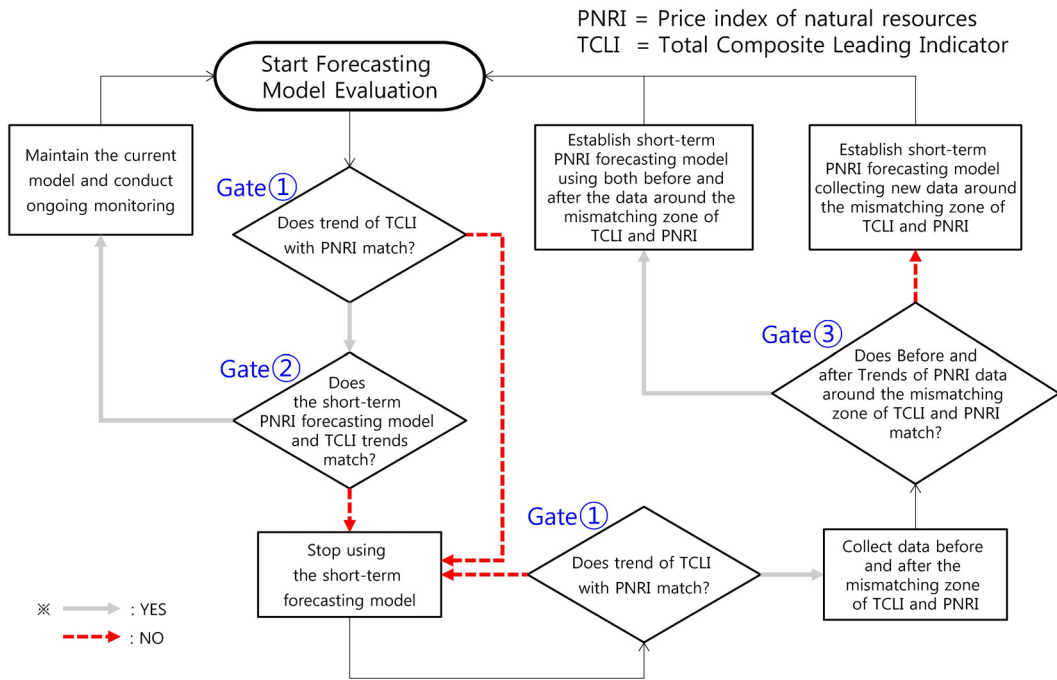 PNRI = Price index of natural resources
TCLI = Total Composite Leading Indicator
Start Forecasting
Model Evaluation
Maintain the current
model and conduct
ongoing monitoring
Gate①
Does trend of TCLI
with PNRI match?
Gate②
Does
the short-term
PNRI forecasting model
and TCLI trends
match?
Stop using
the short-term
forecasting model
Gate①
Does trend of TCLI
with PNRI match?
Collect data before
and after the
mismatching zone
of TCLI and PNRI
Gate③
Does Before and
after Trends of PNRI data
around the mismatching
zone of TCLI and PNRI
match?
Establish short-term
PNRI forecasting model
using both before and
after the data around the
mismatching zone of
TCLI and PNRI
Establish short-term
PNRI forecasting model
collecting new data around
the mismatching zone of
TCLI and PNRI
※ : YES
: NO